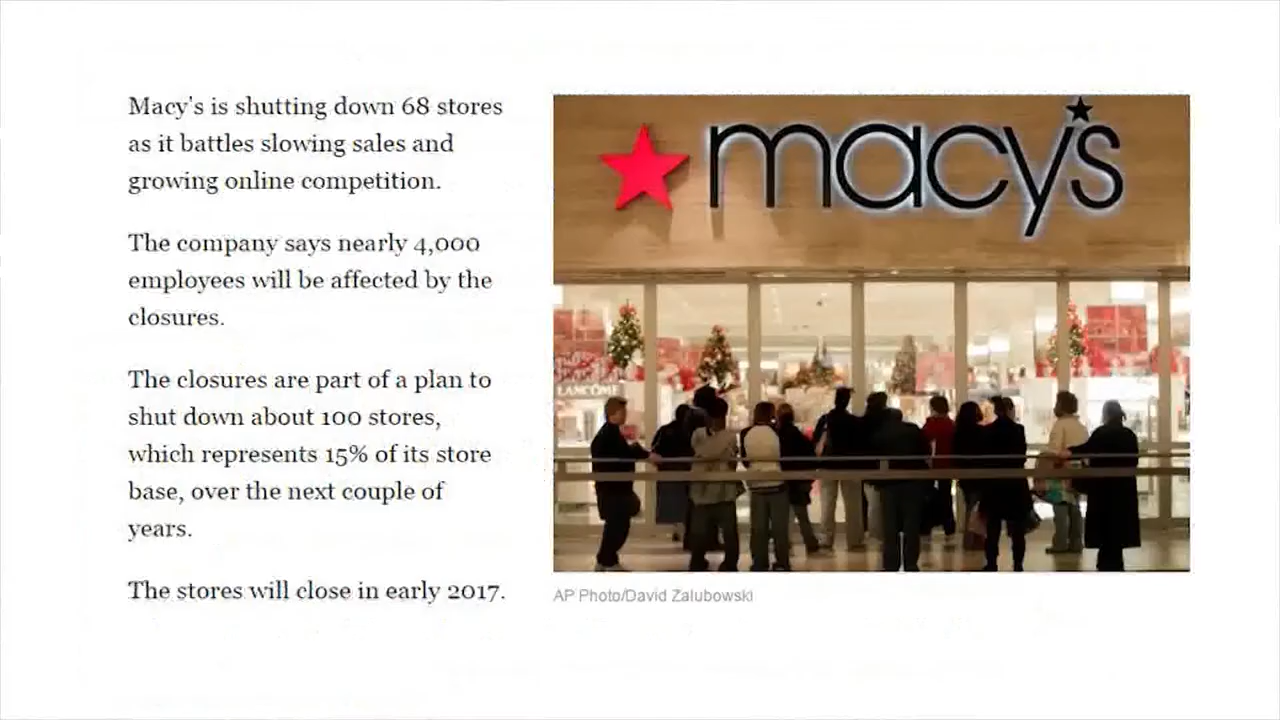 Macy's is shutting down 68 stores
as it battles slowing sales and
growing online competition.
The company says nearly 4,000
employees will be affected by the
closures.
The closures are part of a plan to
shut down about 100 stores,
which represents 15% of its store
base, over the next couple of
years.
The stores will close in early 2017.
macy's
LANCÔME
AP Photo/David Zalubowski